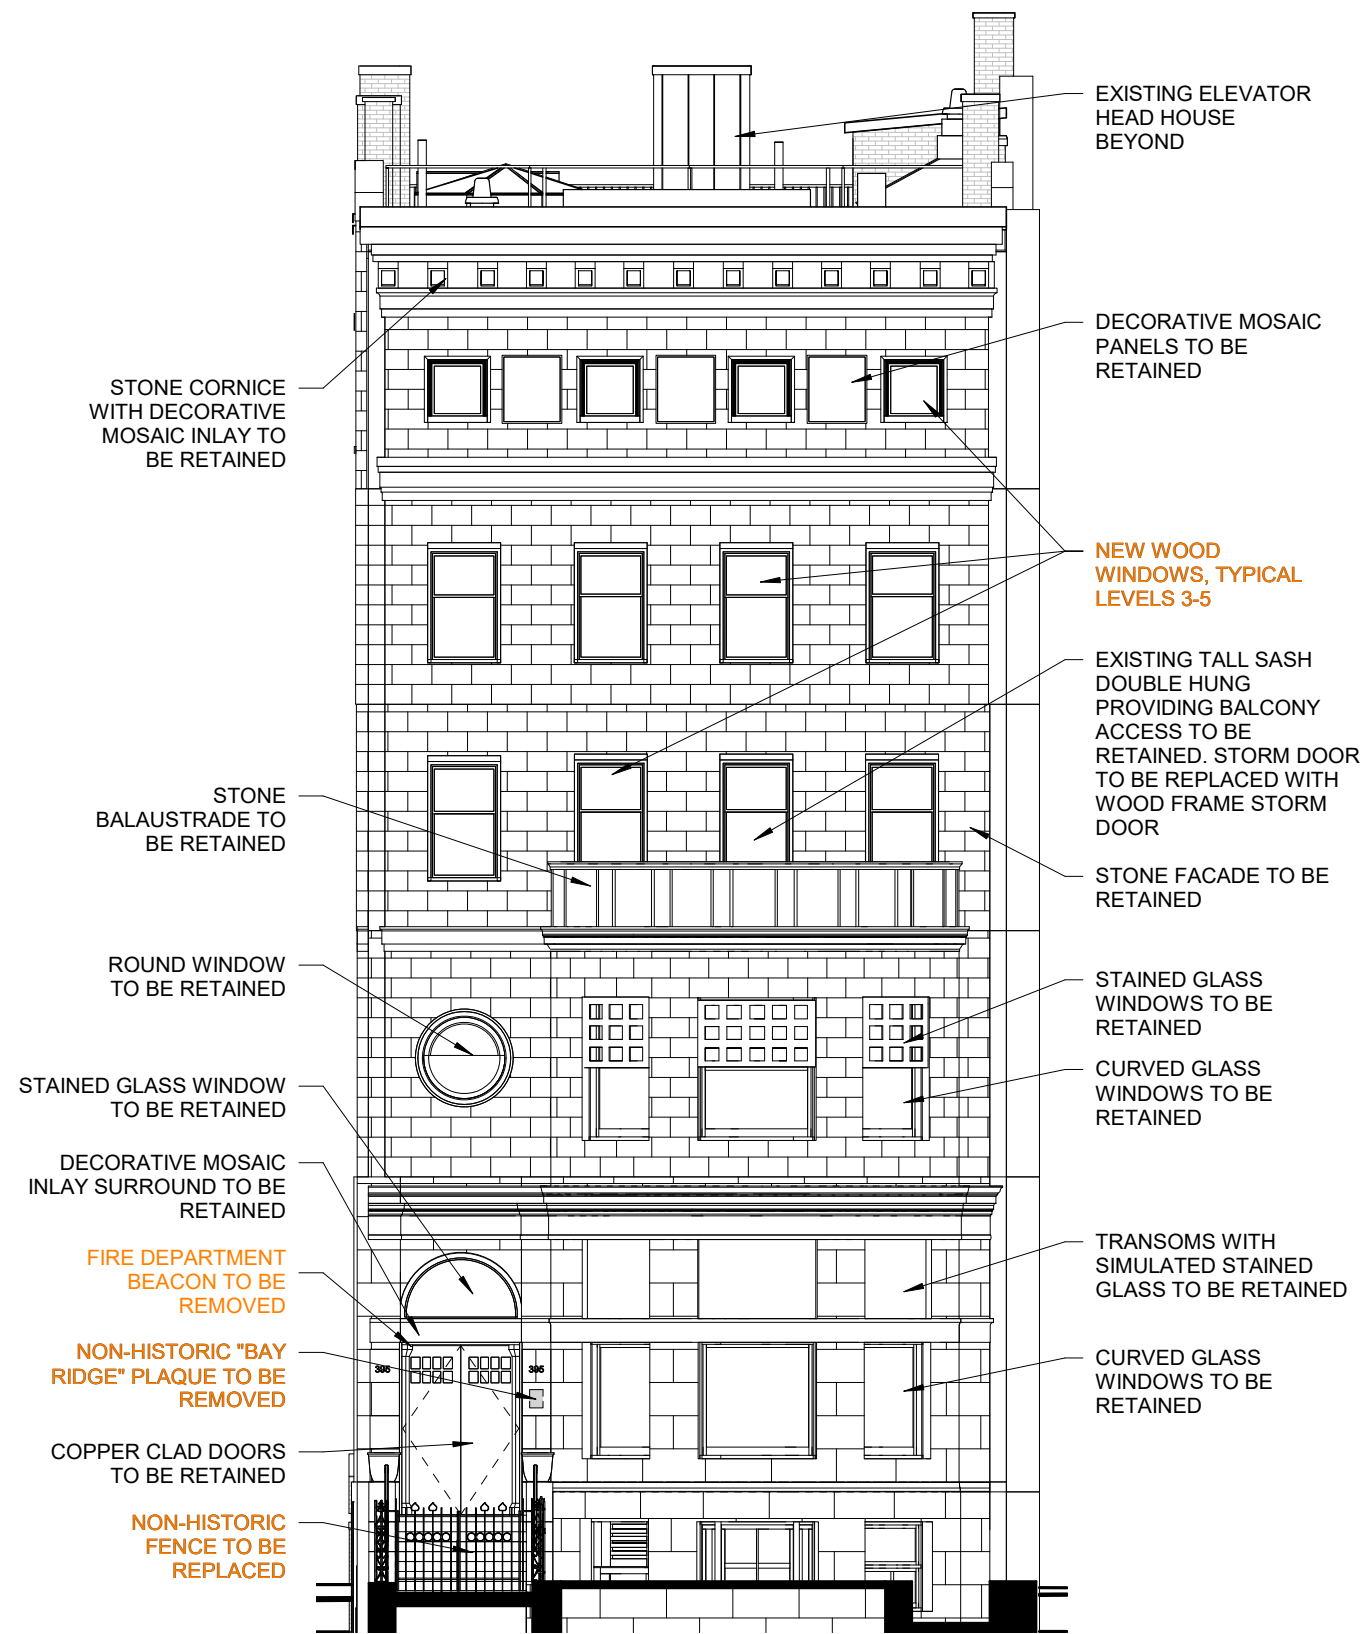 EXISTING ELEVATOR
HEAD HOUSE
BEYOND
DECORATIVE MOSAIC
PANELS TO BE
RETAINED
STONE CORNICE
WITH DECORATIVE
MOSAIC INLAY TO
BE RETAINED
NEW WOOD
WINDOWS, TYPICAL
LEVELS 3-5
EXISTING TALL SASH
DOUBLE HUNG
PROVIDING BALCONY
ACCESS TO BE
RETAINED. STORM DOOR
TO BE REPLACED WITH
WOOD FRAME STORM
DOOR
STONE
BALAUSTRADE TO
BE RETAINED
STONE FACADE TO BE
RETAINED
ROUND WINDOW
TO BE RETAINED
STAINED GLASS
WINDOWS TO BE
RETAINED
STAINED GLASS WINDOW
TO BE RETAINED
CURVED GLASS
WINDOWS TO BE
RETAINED
DECORATIVE MOSAIC
INLAY SURROUND TO BE
RETAINED
FIRE DEPARTMENT
BEACON TO BE
REMOVED
TRANSOMS WITH
SIMULATED STAINED
GLASS TO BE RETAINED
NON-HISTORIC "BAY
RIDGE" PLAQUE TO BE
REMOVED
395
395
CURVED GLASS
WINDOWS TO BE
RETAINED
COPPER CLAD DOORS
TO BE RETAINED
NON-HISTORIC
FENCE TO BE
REPLACED